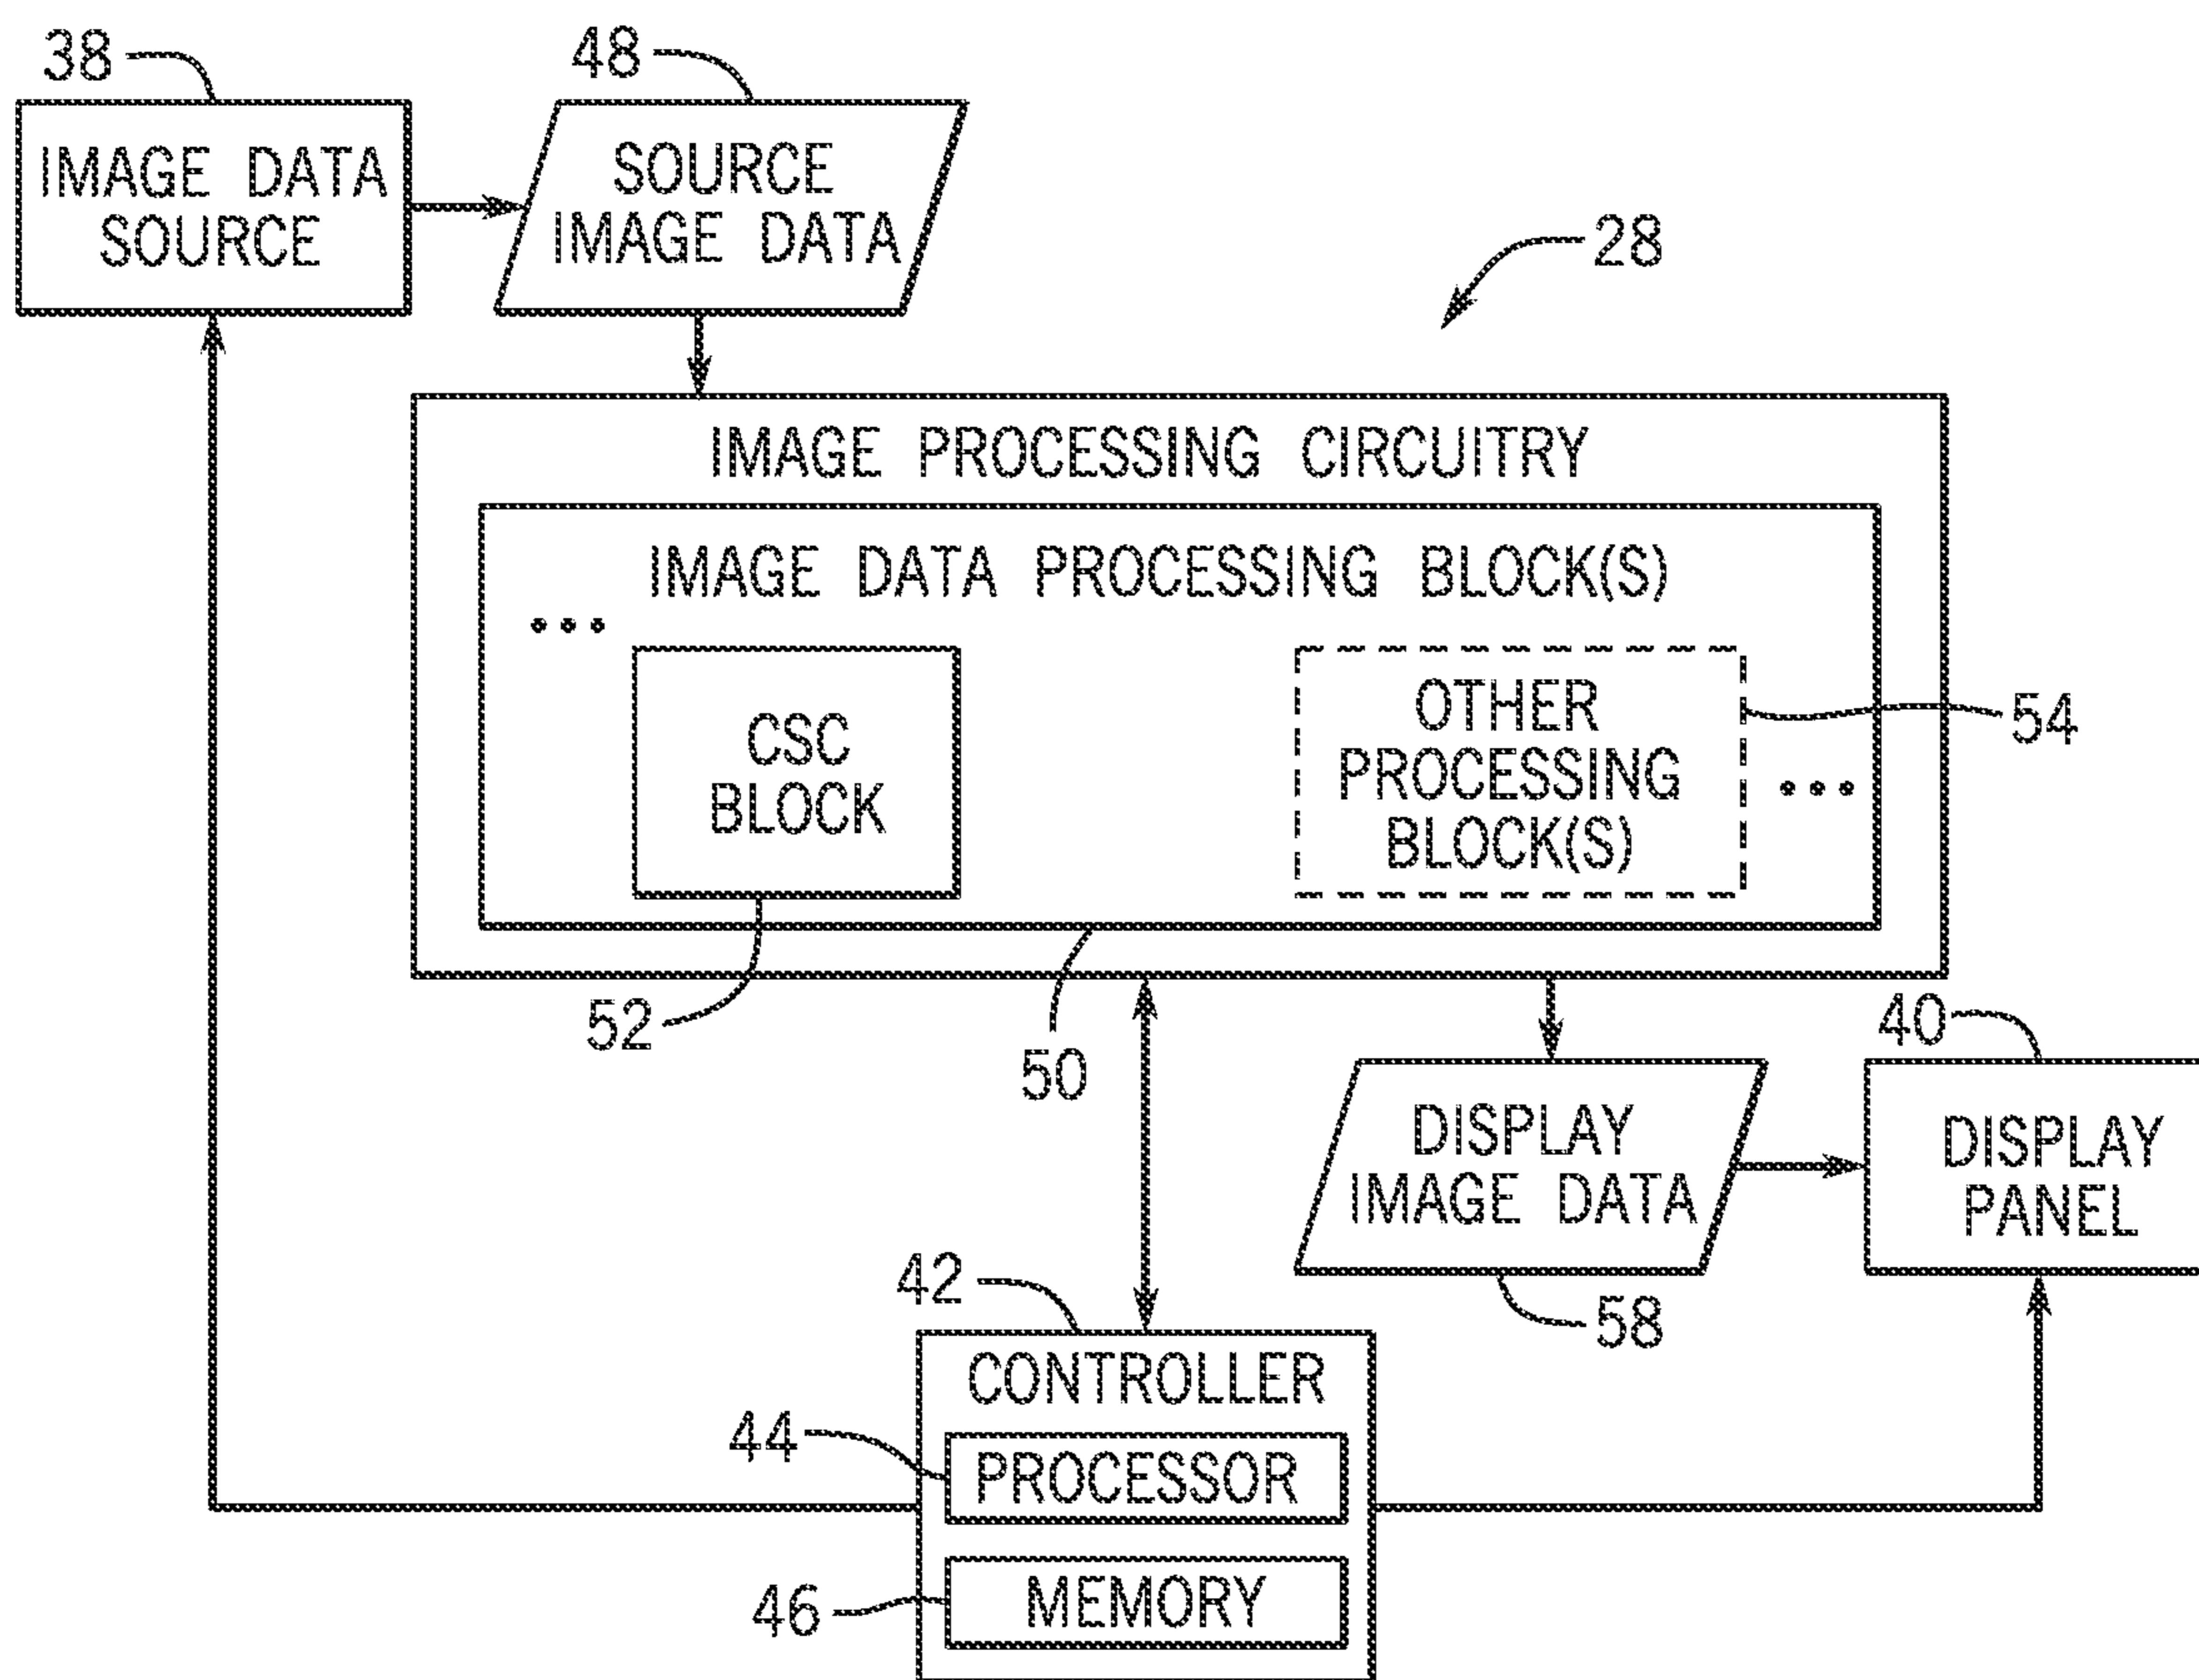 38
48
IMAGE DATA
SOURCE
SOURCE
IMAGE DATA
28
IMAGE PROCESSING CIRCUITRY
IMAGE DATA PROCESSING BLOCK(S)
•••
CSC
BLOCK
OTHER
PROCESSING
BLOCK(S)
•••
54
52
50
40
DISPLAY
IMAGE DATA
DISPLAY
PANEL
42
58
CONTROLLER
44
PROCESSOR
46
MEMORY